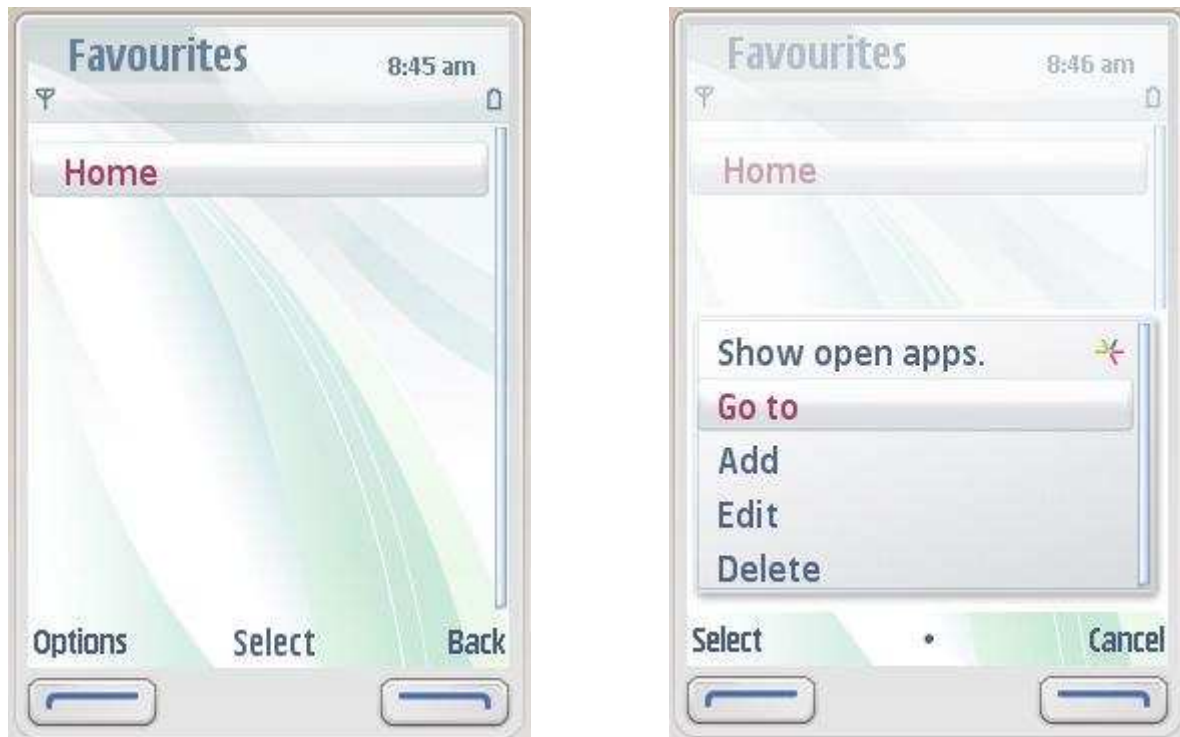 Favourites
8:45 am
Home
Options Select Back
Favourites
8:46 am
Home
Show open apps.
Go to
Add
Edit
Delete
Select Cancel